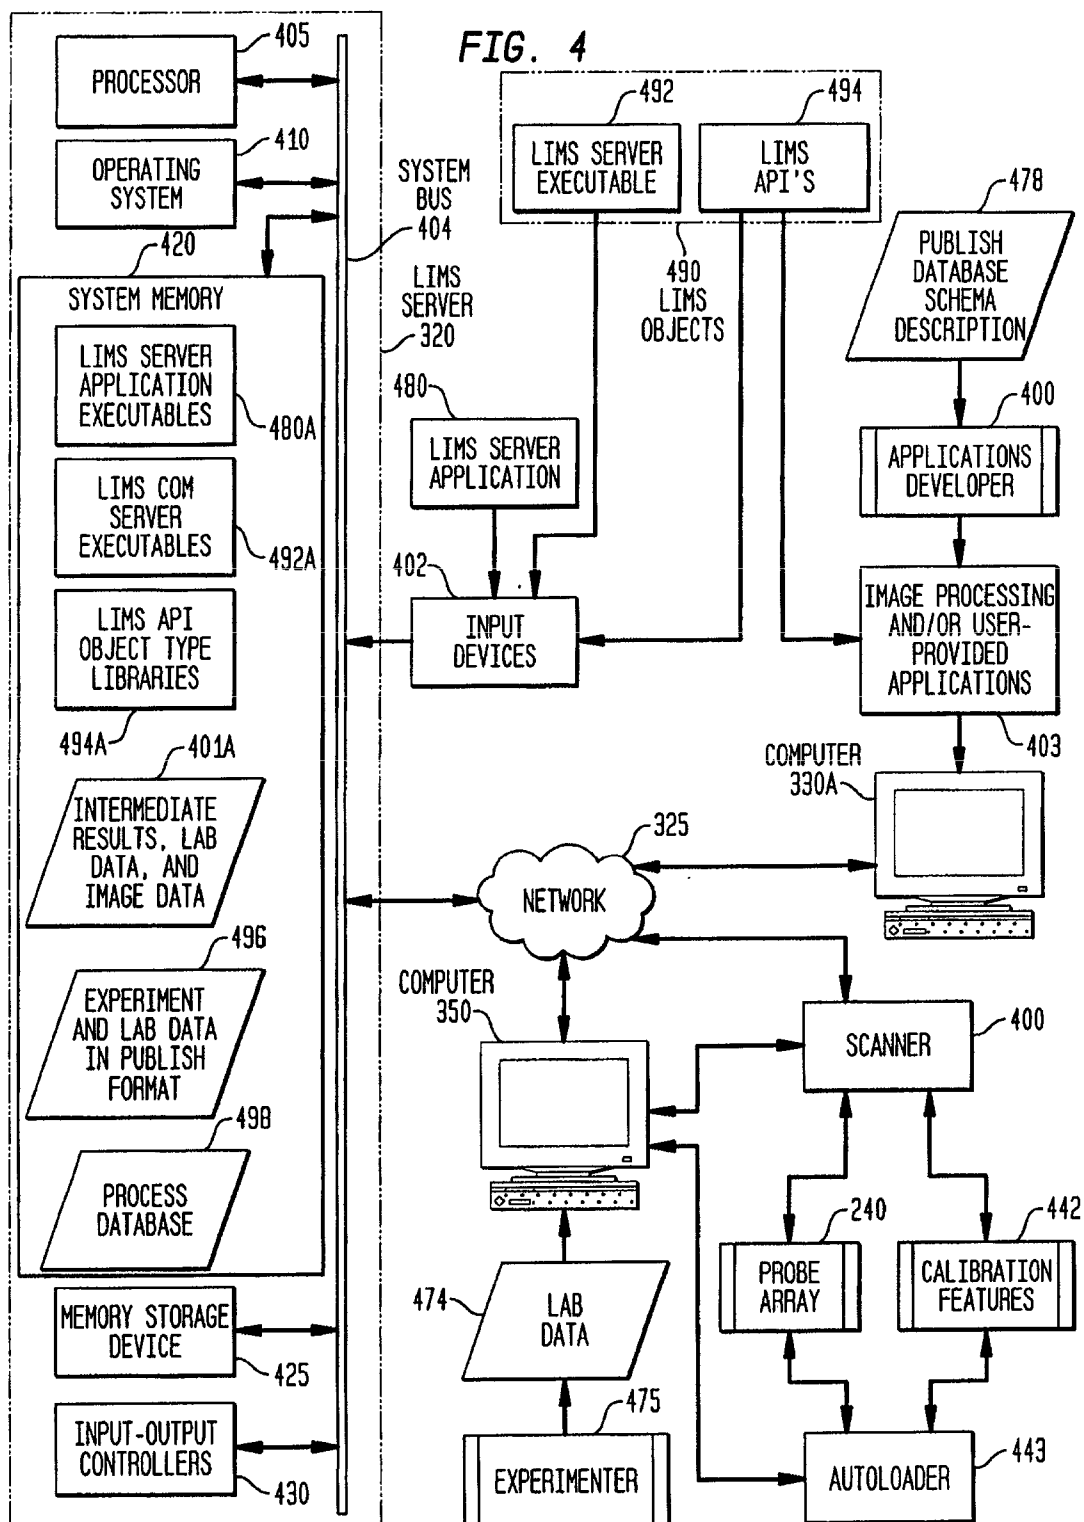 FIG. 4
405
PROCESSOR
410
OPERATING
SYSTEM
SYSTEM
BUS
404
420
SYSTEM MEMORY
LIMS SERVER
APPLICATION
EXECUTABLES
480A
LIMS COM
SERVER
EXECUTABLES
492A
LIMS API
OBJECT TYPE
LIBRARIES
494A
401A
INTERMEDIATE
RESULTS, LAB
DATA, AND
IMAGE DATA
496
EXPERIMENT
AND LAB DATA
IN PUBLISH
FORMAT
498
PROCESS
DATABASE
MEMORY STORAGE
DEVICE
425
INPUT-OUTPUT
CONTROLLERS
430
LIMS
SERVER
320
492
LIMS SERVER
EXECUTABLE
494
LIMS
API'S
490
LIMS
OBJECTS
478
PUBLISH
DATABASE
SCHEMA
DESCRIPTION
480
LIMS SERVER
APPLICATION
400
APPLICATIONS
DEVELOPER
402
INPUT
DEVICES
IMAGE PROCESSING
AND/OR USER-
PROVIDED
APPLICATIONS
403
COMPUTER
330A
325
NETWORK
COMPUTER
350
SCANNER
400
240
PROBE
ARRAY
442
CALIBRATION
FEATURES
474
LAB
DATA
475
EXPERIMENTER
AUTOLOADER
443